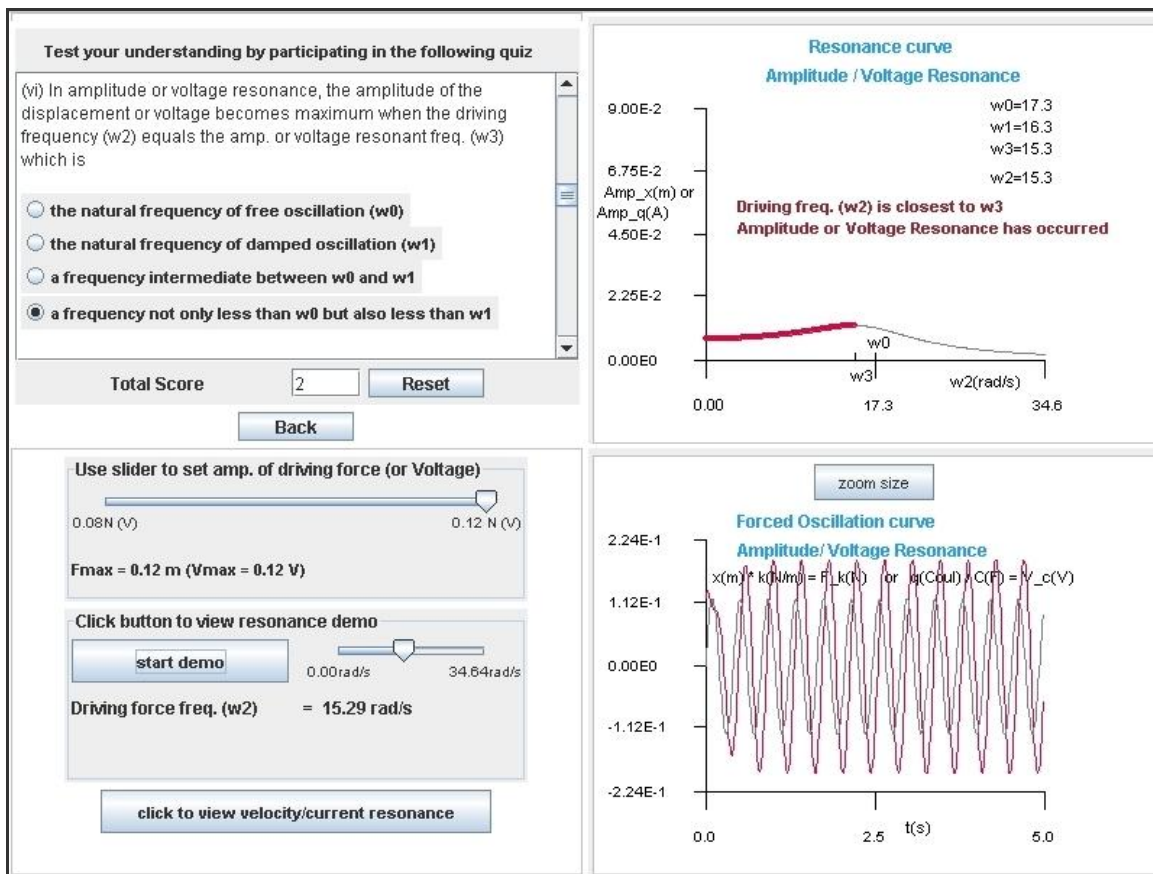 Test your understanding by participating in the following quiz
(vi) In amplitude or voltage resonance, the amplitude of the
displacement or voltage becomes maximum when the driving
frequency (w2) equals the amp. or voltage resonant freq. (w3)
which is
the natural frequency of free oscillation (w0)
the natural frequency of damped oscillation (w1)
a frequency intermediate between w0 and w1
a frequency not only less than w0 but also less than w1
Total Score 2 Reset
Back
Resonance curve
Amplitude / Voltage Resonance
9.00E-2
w0=17.3
w1=16.3
w3=15.3
w2=15.3
6.75E-2
Amp_x(m) or
Amp_q(A)
Driving freq. (w2) is closest to w3
Amplitude or Voltage Resonance has occurred
4.50E-2
2.25E-2
0.00E0
w0
w3
w2(rad/s)
0.00 17.3 34.6
Use slider to set amp. of driving force (or Voltage)
0.08N (V) 0.12 N (V)
Fmax = 0.12 m (Vmax = 0.12 V)
Click button to view resonance demo
start demo
0.00rad/s 34.64rad/s
Driving force freq. (w2) = 15.29 rad/s
click to view velocity/current resonance
zoom size
Forced Oscillation curve
Amplitude/ Voltage Resonance
x(m) * k(N/m) = F_k(N) or q(Coul) / C(F) = V_c(V)
2.24E-1
1.12E-1
0.00E0
-1.12E-1
-2.24E-1
0.0 2.5 5.0
t(s)